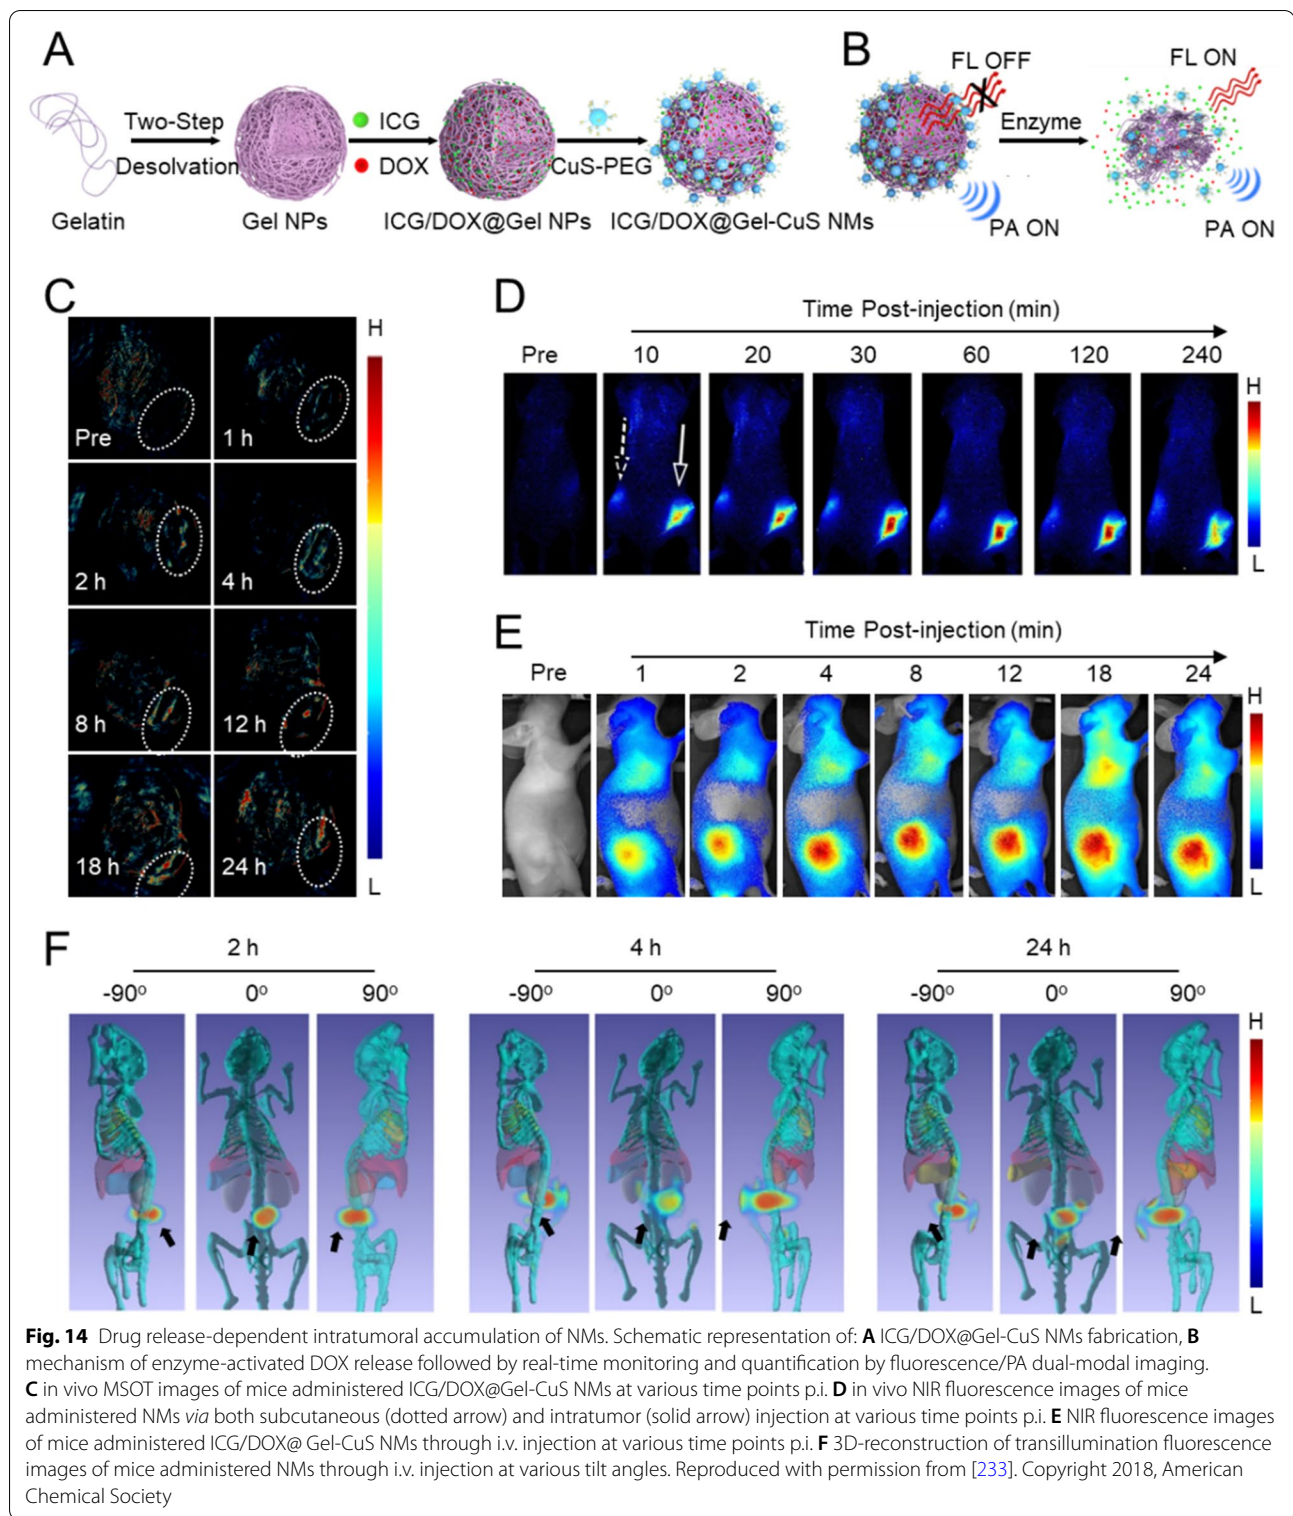 A
Two-Step
Desolvation
Gelatin
Gel NPs
ICG
DOX
ICG/DOX@Gel NPs
CuS-PEG
ICG/DOX@Gel-CuS NMs
B
FL OFF
PA ON
Enzyme
FL ON
PA ON
C
Pre
1 h
2 h
4 h
8 h
12 h
18 h
24 h
H
L
D
Time Post-injection (min)
Pre 10 20 30 60 120 240
H
L
E
Time Post-injection (min)
Pre 1 2 4 8 12 18 24
H
L
F
2 h 4 h 24 h
-90º 0º 90º -90º 0º 90º -90º 0º 90º
H
L
Fig. 14 Drug release-dependent intratumoral accumulation of NMs. Schematic representation of: A ICG/DOX@Gel-CuS NMs fabrication, B
mechanism of enzyme-activated DOX release followed by real-time monitoring and quantification by fluorescence/PA dual-modal imaging.
C in vivo MSOT images of mice administered ICG/DOX@Gel-CuS NMs at various time points p.i. D in vivo NIR fluorescence images of mice
administered NMs via both subcutaneous (dotted arrow) and intratumor (solid arrow) injection at various time points p.i. E NIR fluorescence images
of mice administered ICG/DOX@ Gel-CuS NMs through i.v. injection at various time points p.i. F 3D-reconstruction of transillumination fluorescence
images of mice administered NMs through i.v. injection at various tilt angles. Reproduced with permission from [233]. Copyright 2018, American
Chemical Society